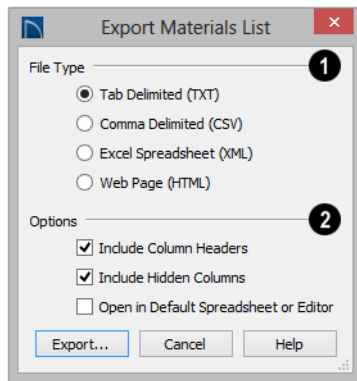 Export Materials List
File Type
1
Tab Delimited (TXT)
Comma Delimited (CSV)
Excel Spreadsheet (XML)
Web Page (HTML)
Options
2
Include Column Headers
Include Hidden Columns
Open in Default Spreadsheet or Editor
Export... Cancel Help